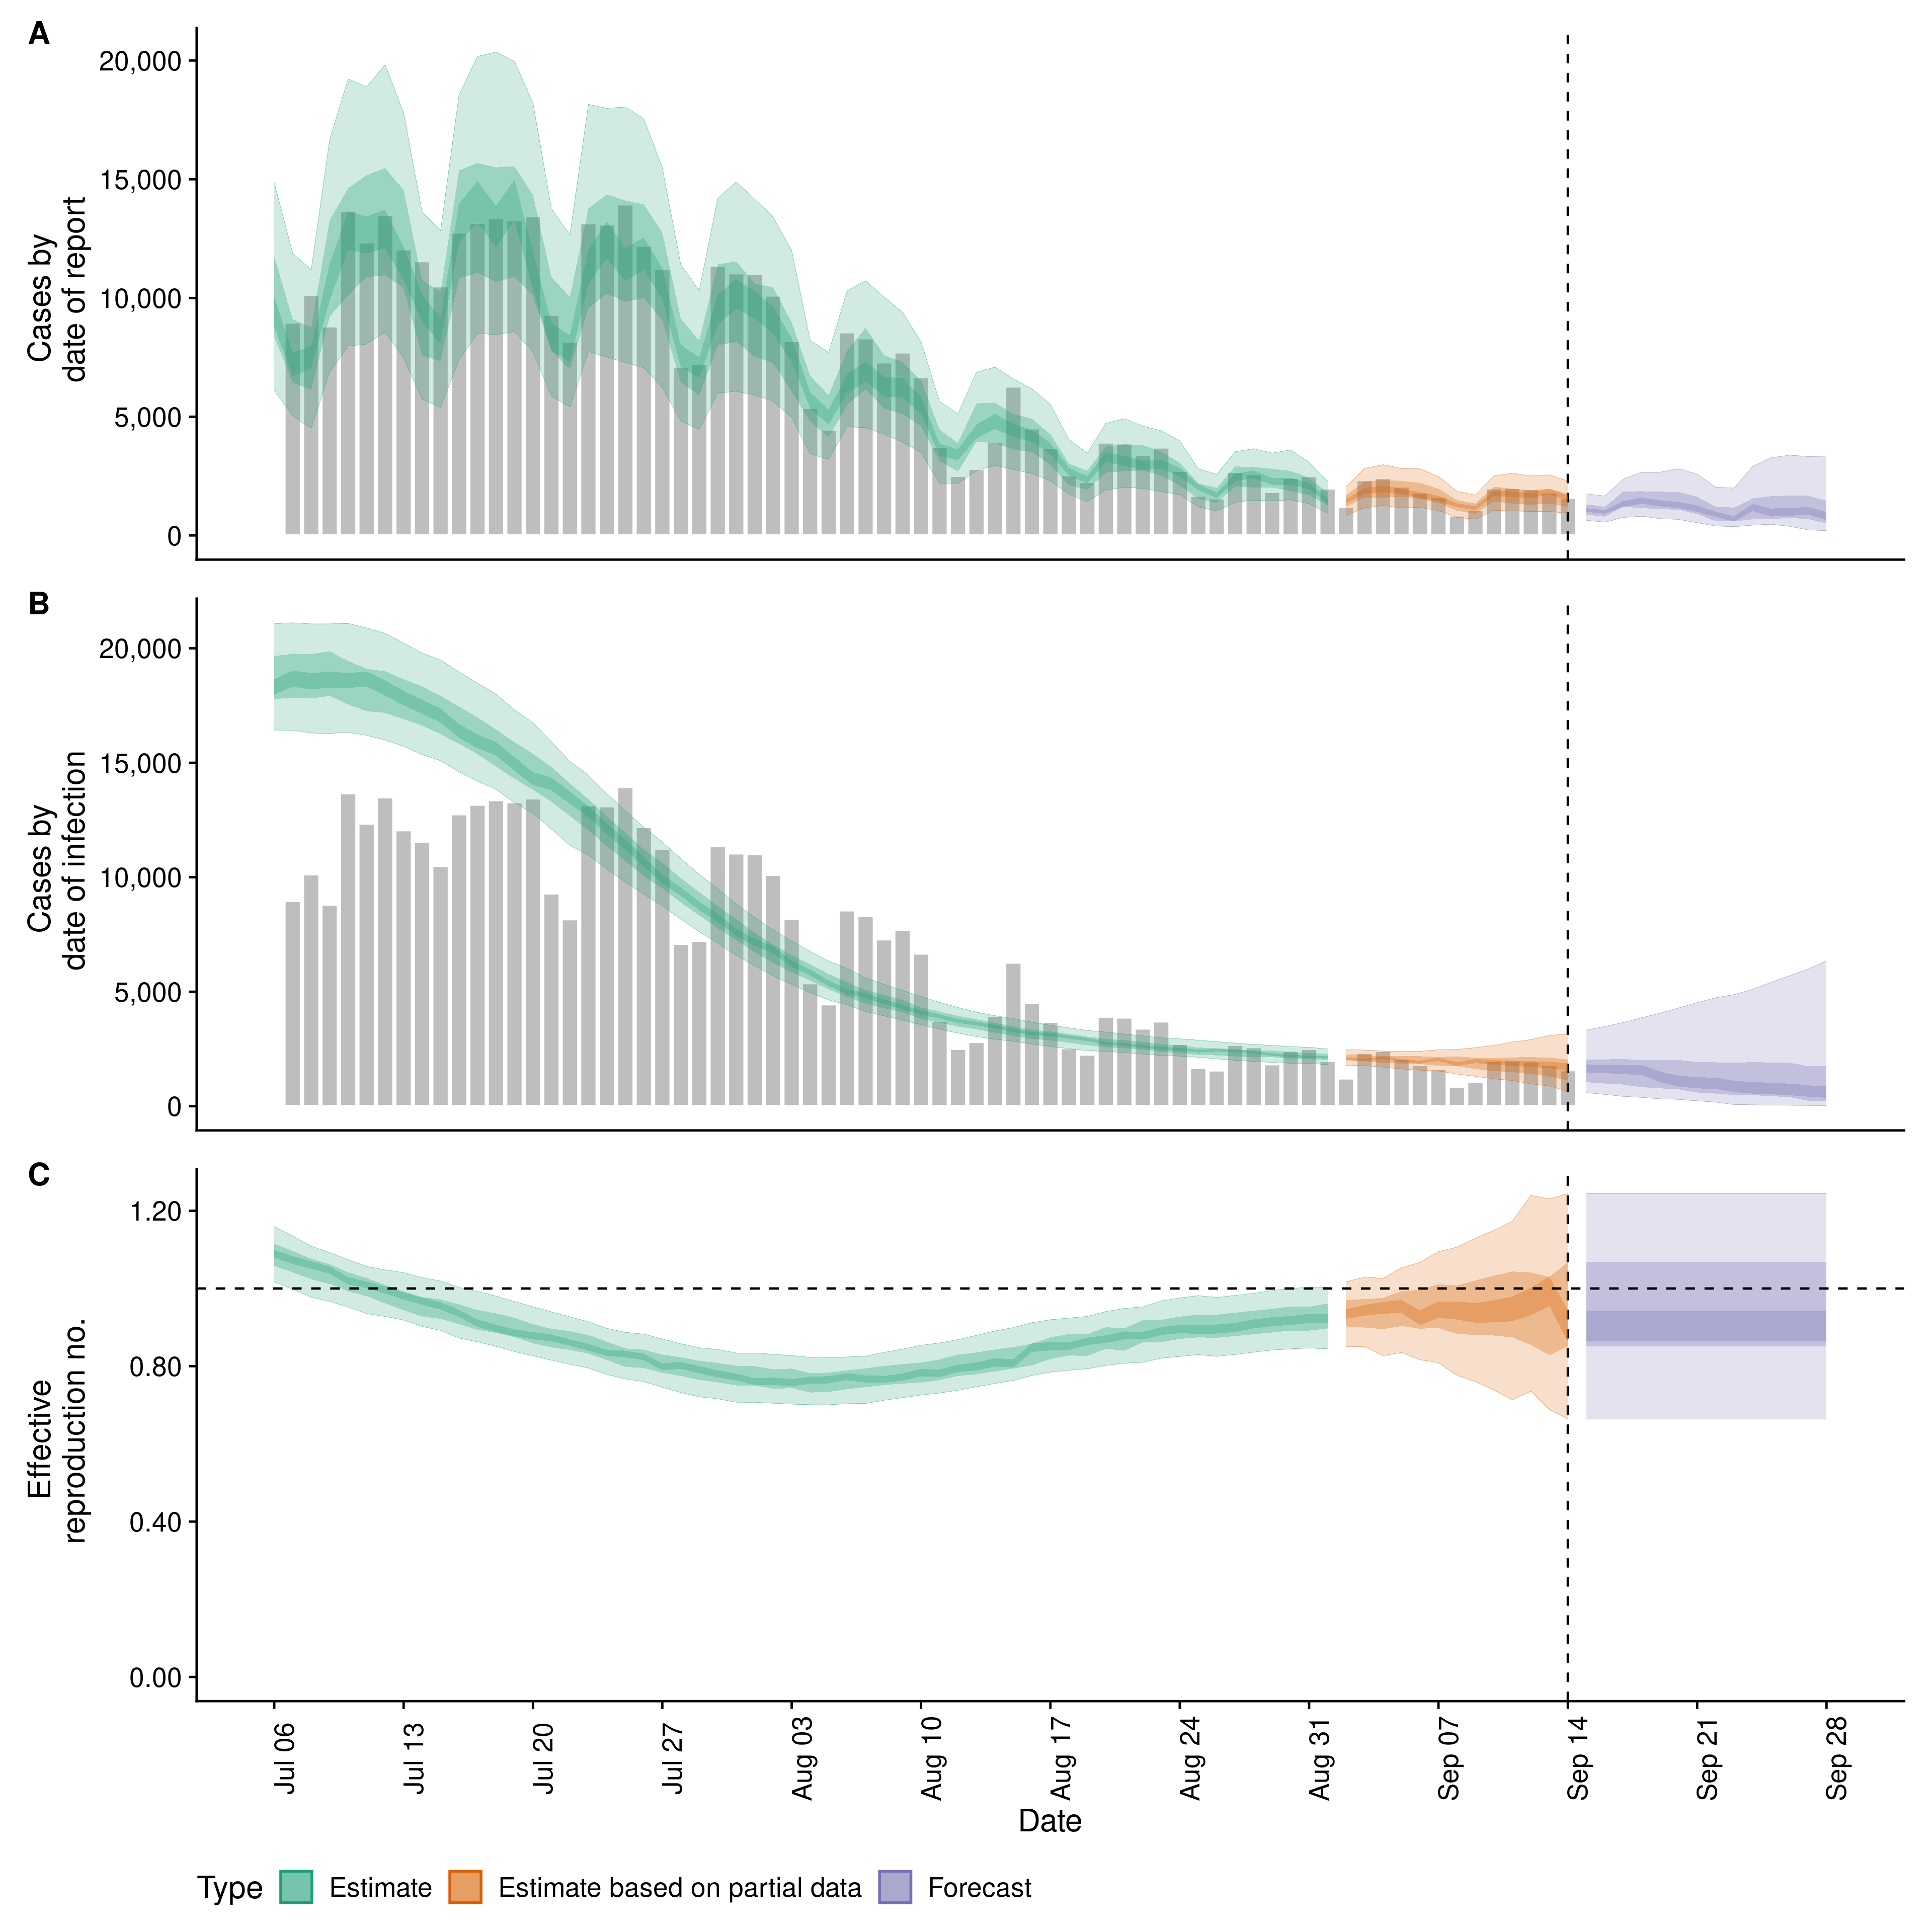 A
20,000
15,000
10,000
5,000
0
Cases by
date of report
B
20,000
15,000
10,000
5,000
0
Cases by
date of infection
C
1.20
0.80
0.40
0.00
Effective
reproduction no.
Jul 06
Jul 13
Jul 20
Jul 27
Aug 03
Aug 10
Aug 17
Aug 24
Aug 31
Sep 07
Sep 14
Sep 21
Sep 28
Date
Type Estimate Estimate based on partial data Forecast